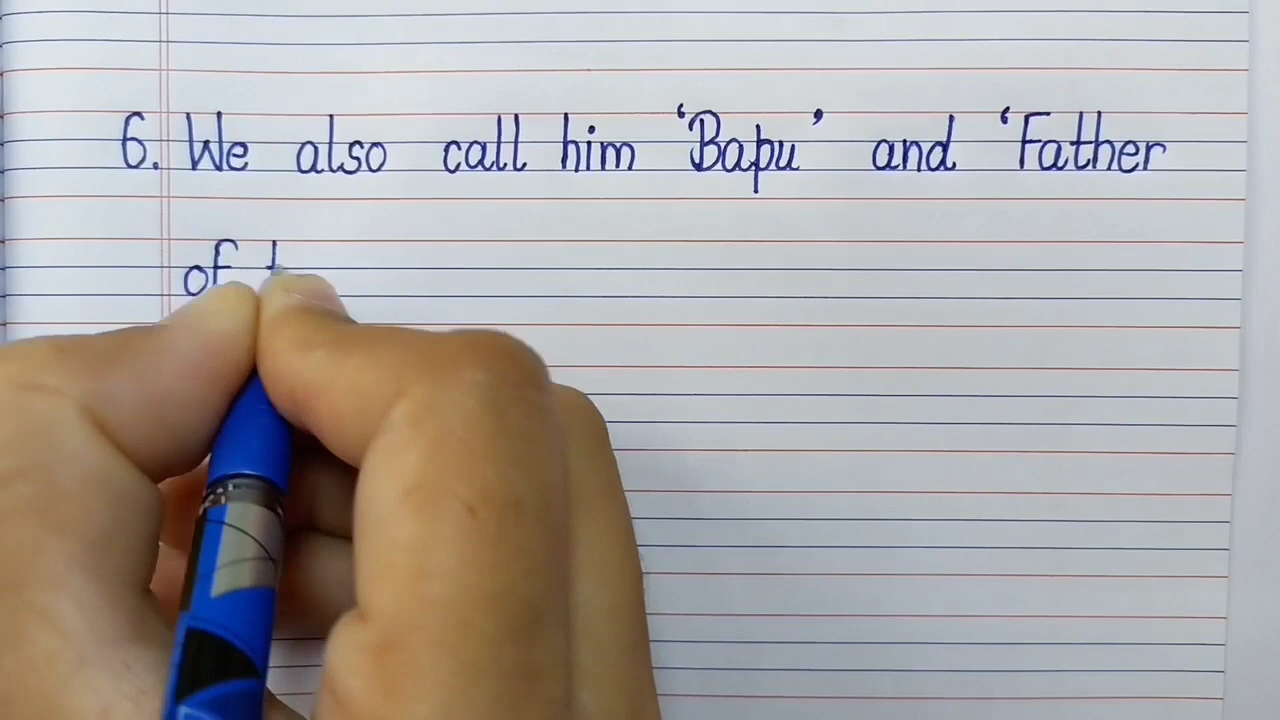 6. We also call him ‘Bapu’ and ‘Father
of